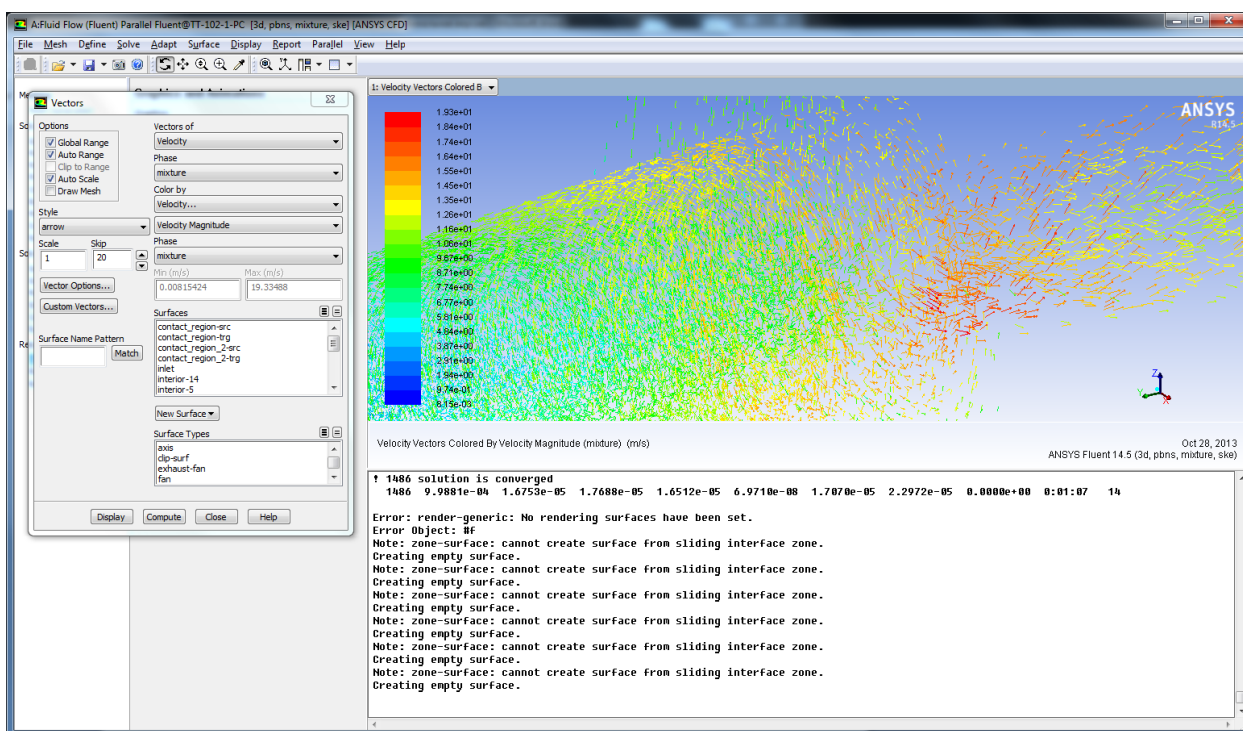 A:Fluid Flow (Fluent) Parallel Fluent@TT-102-1-PC [3d, pbns, mixture, ske] [ANSYS CFD]
File Mesh Define Solve Adapt Surface Display Report Parallel View Help
Vectors
Options
Global Range
Auto Range
Clip to Range
Auto Scale
Draw Mesh
Style
arrow
Scale Skip
1 20
Vector Options...
Custom Vectors...
Surface Name Pattern
Match
Vectors of
Velocity
Phase
mixture
Color by
Velocity...
Velocity Magnitude
Phase
mixture
Min (m/s) Max (m/s)
0.00815424 19.33488
Surfaces
contact_region-src
contact_region-trg
contact_region_2-src
contact_region_2-trg
inlet
interior-14
interior-5
New Surface
Surface Types
axis
clip-surf
exhaust-fan
fan
Display Compute Close Help
1: Velocity Vectors Colored B
1.93e+01
1.84e+01
1.74e+01
1.64e+01
1.55e+01
1.45e+01
1.35e+01
1.26e+01
1.16e+01
1.06e+01
9.67e+00
8.71e+00
7.74e+00
6.77e+00
5.81e+00
4.84e+00
3.87e+00
2.91e+00
1.94e+00
9.74e-01
8.15e-03
ANSYS
R14.5
Z
Y
X
Velocity Vectors Colored By Velocity Magnitude (mixture) (m/s)
Oct 28, 2013
ANSYS Fluent 14.5 (3d, pbns, mixture, ske)
! 1486 solution is converged
1486 9.9881e-04 1.6753e-05 1.7688e-05 1.6512e-05 6.9710e-08 1.7070e-05 2.2972e-05 0.0000e+00 0:01:07 14
Error: render-generic: No rendering surfaces have been set.
Error Object: #f
Note: zone-surface: cannot create surface from sliding interface zone.
Creating empty surface.
Note: zone-surface: cannot create surface from sliding interface zone.
Creating empty surface.
Note: zone-surface: cannot create surface from sliding interface zone.
Creating empty surface.
Note: zone-surface: cannot create surface from sliding interface zone.
Creating empty surface.
Note: zone-surface: cannot create surface from sliding interface zone.
Creating empty surface.
Note: zone-surface: cannot create surface from sliding interface zone.
Creating empty surface.